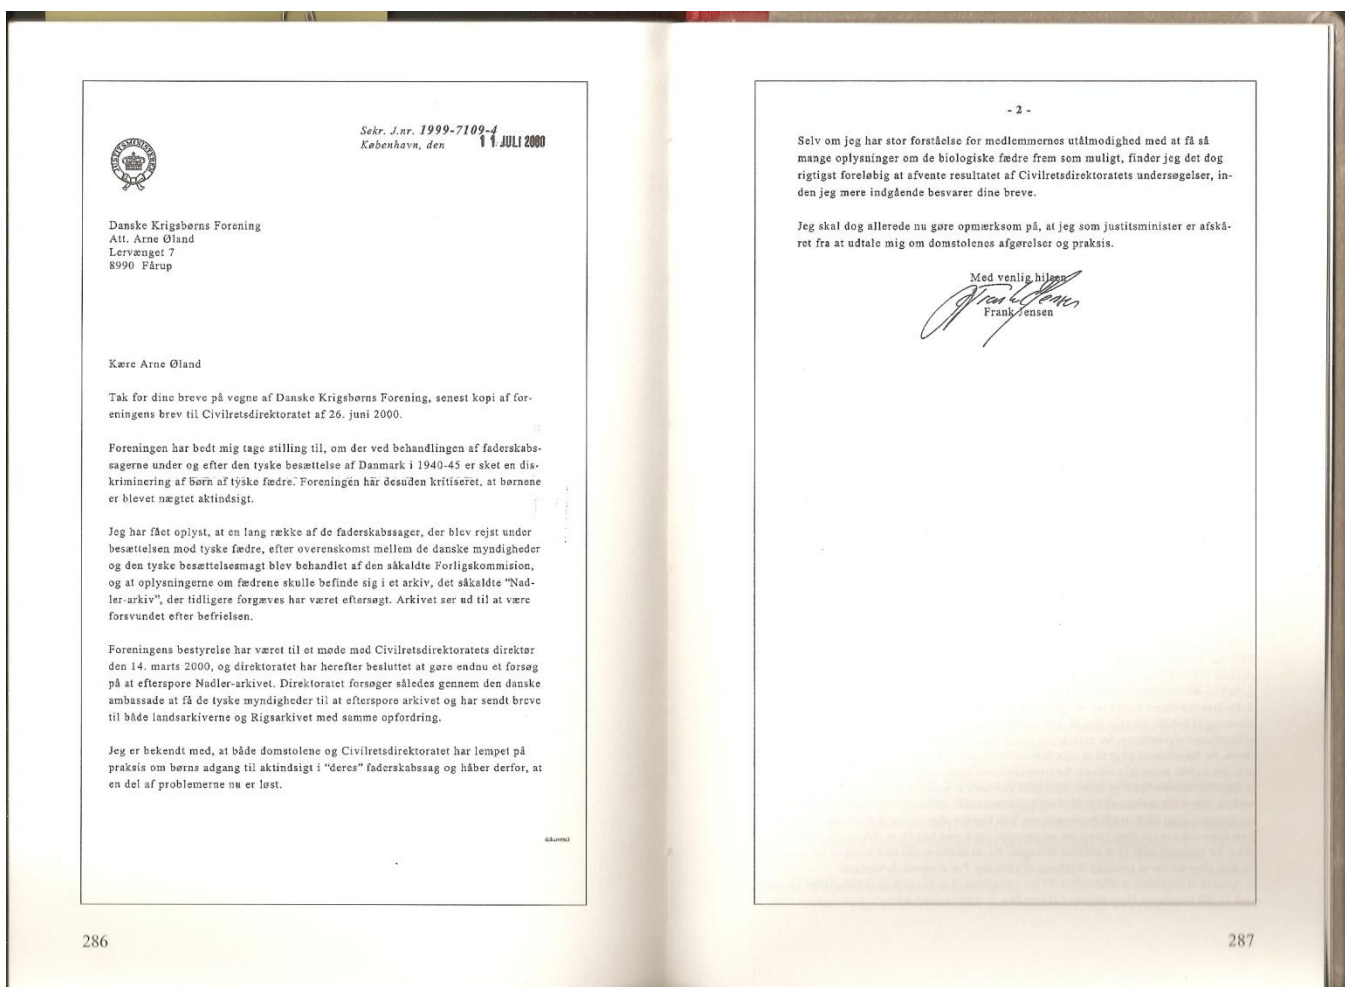 JUSTITSMINISTEREN
Sekr. J.nr. 1999-7109-4
København, den 11 JULI 2000
Danske Krigsbørns Forening
Att. Arne Øland
Lervænget 7
8990 Fårup
Kære Arne Øland
Tak for dine breve på vegne af Danske Krigsbørns Forening, senest kopi af for-
eningens brev til Civilretsdirektoratet af 26. juni 2000.
Foreningen har bedt mig tage stilling til, om der ved behandlingen af faderskabs-
sagerne under og efter den tyske besættelse af Danmark i 1940-45 er sket en dis-
kriminering af børn af tyske fædre. Foreningen har desuden kritiseret, at børnene
er blevet nægtet aktindsigt.
Jeg har fået oplyst, at en lang række af de faderskabssager, der blev rejst under
besættelsen mod tyske fædre, efter overenskomst mellem de danske myndigheder
og den tyske besættelsesmagt blev behandlet af den såkaldte Forligskommision,
og at oplysningerne om fædrene skulle befinde sig i et arkiv, det såkaldte "Nad-
ler-arkiv", der tidligere forgæves har været eftersøgt. Arkivet ser ud til at være
forsvundet efter befrielsen.
Foreningens bestyrelse har været til et møde med Civilretsdirektoratets direktør
den 14. marts 2000, og direktoratet har herefter besluttet at gøre endnu et forsøg
på at efterspore Nadler-arkivet. Direktoratet forsøger således gennem den danske
ambassade at få de tyske myndigheder til at efterspore arkivet og har sendt breve
til både landsarkiverne og Rigsarkivet med samme opfordring.
Jeg er bekendt med, at både domstolene og Civilretsdirektoratet har lempet på
praksis om børns adgang til aktindsigt i "deres" faderskabssag og håber derfor, at
en del af problemerne nu er løst.
286
- 2 -
Selv om jeg har stor forståelse for medlemmernes utålmodighed med at få så
mange oplysninger om de biologiske fædre frem som muligt, finder jeg det dog
rigtigst foreløbig at afvente resultatet af Civilretsdirektoratets undersøgelser, in-
den jeg mere indgående besvarer dine breve.
Jeg skal dog allerede nu gøre opmærksom på, at jeg som justitsminister er afskå-
ret fra at udtale mig om domstolenes afgørelser og praksis.
Med venlig hilsen
Frank Jensen
Frank Jensen
287